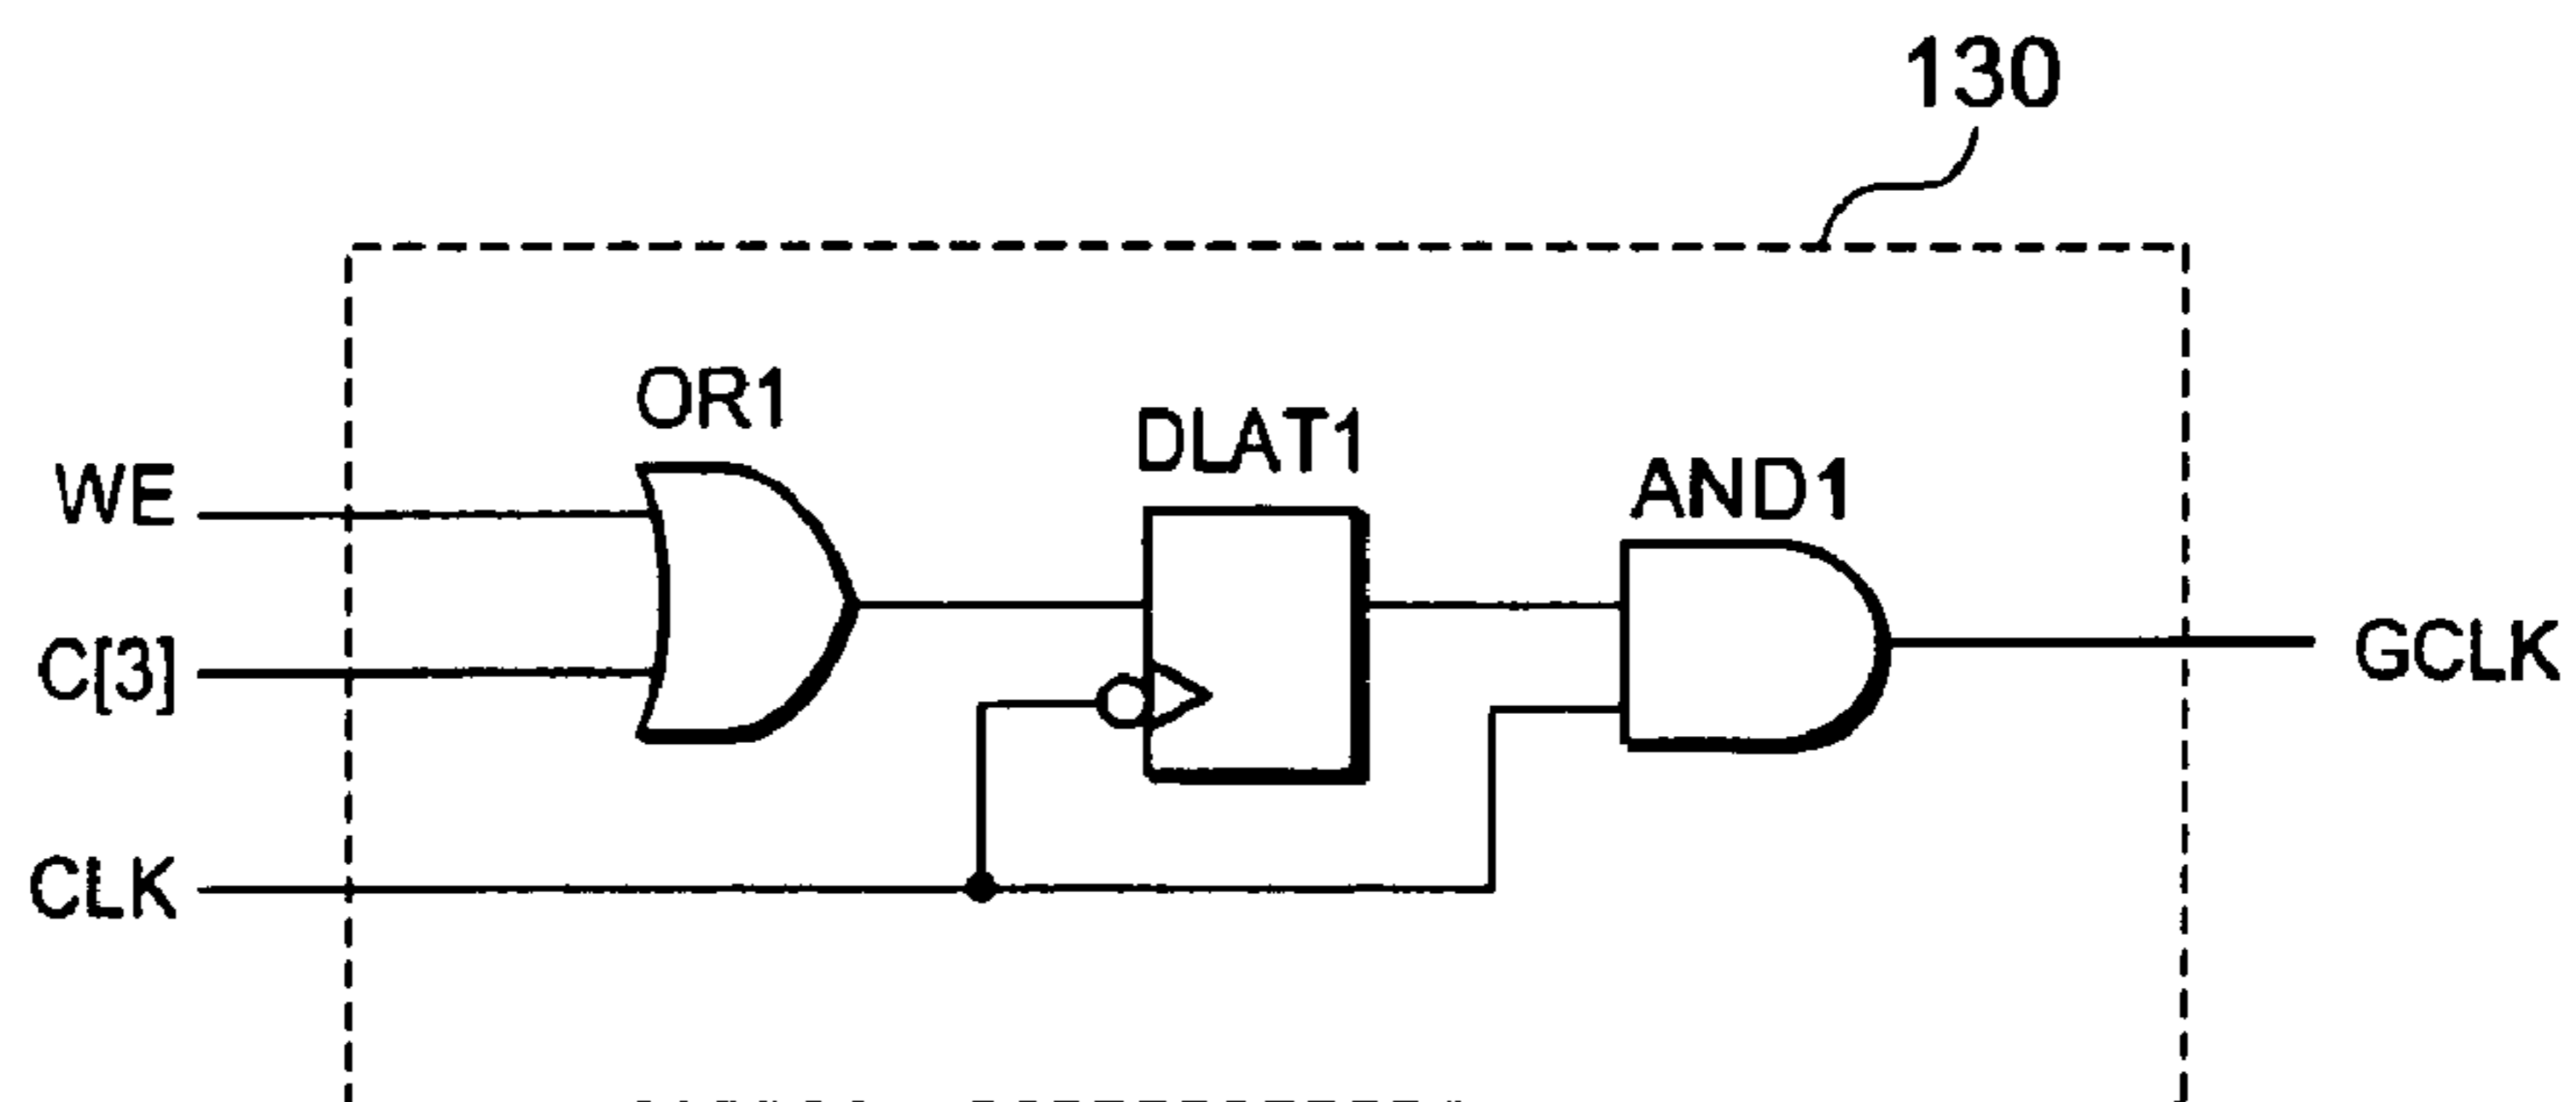 130
OR1
DLAT1
AND1
WE
C[3]
CLK
GCLK